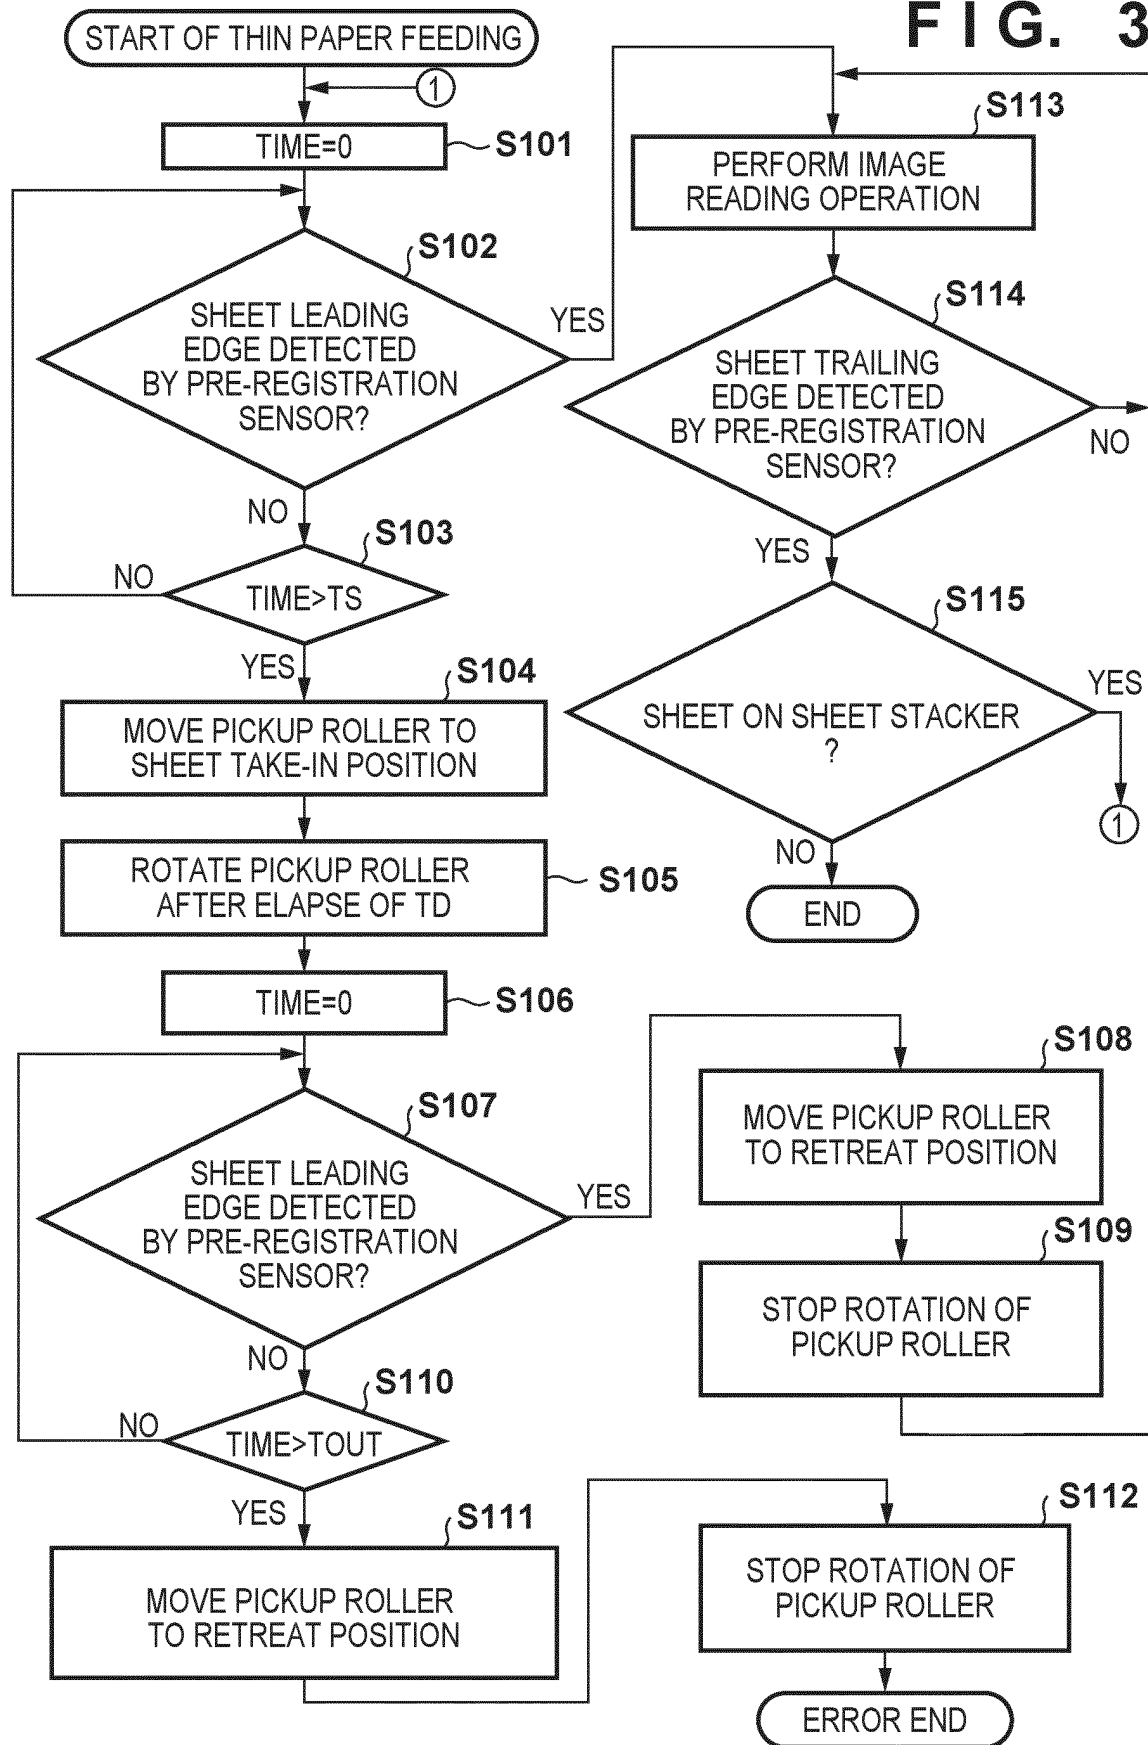 FIG. 3
START OF THIN PAPER FEEDING
1
TIME=0
S101
S102
SHEET LEADING
EDGE DETECTED
BY PRE-REGISTRATION
SENSOR?
YES
NO
S103
NO
TIME>TS
YES
S104
MOVE PICKUP ROLLER TO
SHEET TAKE-IN POSITION
ROTATE PICKUP ROLLER
AFTER ELAPSE OF TD
S105
TIME=0
S106
S107
SHEET LEADING
EDGE DETECTED
BY PRE-REGISTRATION
SENSOR?
YES
NO
S110
NO
TIME>TOUT
YES
S111
MOVE PICKUP ROLLER
TO RETREAT POSITION
S113
PERFORM IMAGE
READING OPERATION
S114
SHEET TRAILING
EDGE DETECTED
BY PRE-REGISTRATION
SENSOR?
NO
YES
S115
SHEET ON SHEET STACKER
?
YES
1
NO
END
S108
MOVE PICKUP ROLLER
TO RETREAT POSITION
S109
STOP ROTATION OF
PICKUP ROLLER
S112
STOP ROTATION OF
PICKUP ROLLER
ERROR END